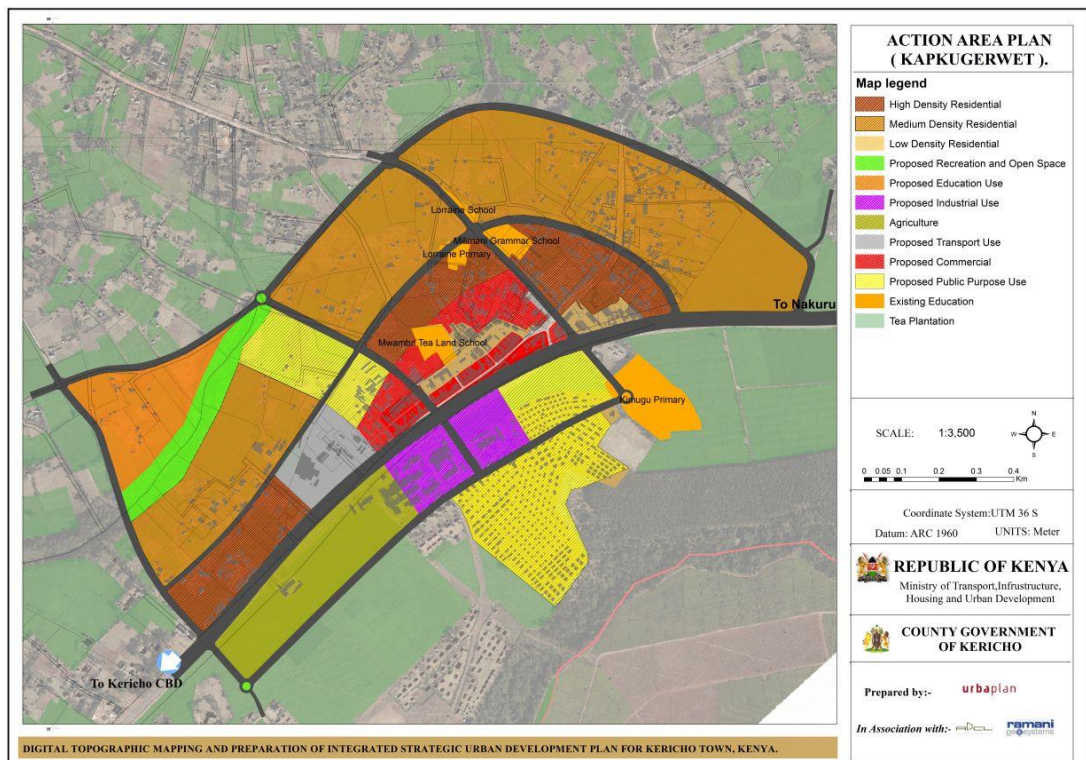 ACTION AREA PLAN
( KAPKUGERWET ).
Map legend
High Density Residential
Medium Density Residential
Low Density Residential
Proposed Recreation and Open Space
Proposed Education Use
Proposed Industrial Use
Agriculture
Proposed Transport Use
Proposed Commercial
Proposed Public Purpose Use
Existing Education
Tea Plantation
Lorraine School
Milimani Grammar School
Lorraine Primary
To Nakuru
Mwamba Tea Land School
Kimugu Primary
To Kericho CBD
SCALE: 1:3,500
N
W E
S
0 0.05 0.1 0.2 0.3 0.4
Km
Coordinate System:UTM 36 S
Datum: ARC 1960 UNITS: Meter
REPUBLIC OF KENYA
Ministry of Transport,Infrustructure,
Housing and Urban Development
COUNTY GOVERNMENT
OF KERICHO
Prepared by:- urbaplan
In Association with:- ADCL ramani
geosystems
DIGITAL TOPOGRAPHIC MAPPING AND PREPARATION OF INTEGRATED STRATEGIC URBAN DEVELOPMENT PLAN FOR KERICHO TOWN, KENYA.